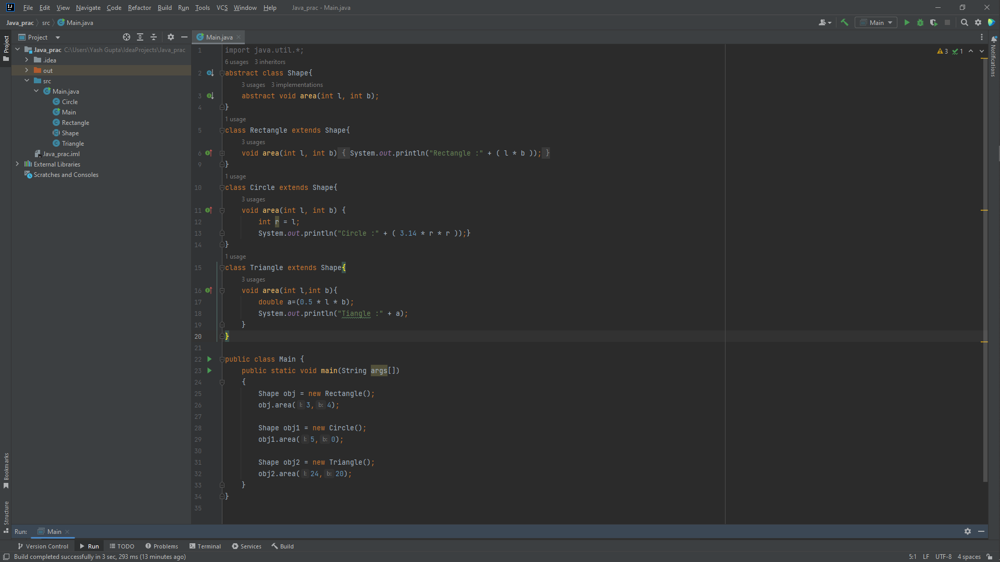 File Edit View Navigate Code Refactor Build Run Tools VCS Window Help Java_prac - Main.java
Java_prac src Main.java Main
Project Main.java
Project
Bookmarks
Structure
Notifications
Java_prac C:\Users\Yash Gupta\IdeaProjects\Java_prac
.idea
out
src
Main.java
Circle
Main
Rectangle
Shape
Triangle
Java_prac.iml
External Libraries
Scratches and Consoles
3 1
1 import java.util.*;
6 usages 3 inheritors
2 abstract class Shape{
3 usages 3 implementations
3 abstract void area(int l, int b);
4 }
1 usage
5 class Rectangle extends Shape{
3 usages
6 void area(int l, int b) { System.out.println("Rectangle :" + ( l * b )); }
9 }
1 usage
10 class Circle extends Shape{
3 usages
11 void area(int l, int b) {
12 int r = l;
13 System.out.println("Circle :" + ( 3.14 * r * r ));}
14 }
1 usage
15 class Triangle extends Shape{
3 usages
16 void area(int l,int b){
17 double a=(0.5 * l * b);
18 System.out.println("Tiangle :" + a);
19 }
20 }
21
22 public class Main {
23 public static void main(String args[])
24 {
25 Shape obj = new Rectangle();
26 obj.area( l: 3, b: 4);
27
28 Shape obj1 = new Circle();
29 obj1.area( l: 5, b: 0);
30
31 Shape obj2 = new Triangle();
32 obj2.area( l: 24, b: 20);
33 }
34 }
35
Run: Main
Version Control Run TODO Problems Terminal Services Build
Build completed successfully in 3 sec, 293 ms (13 minutes ago) 5:1 LF UTF-8 4 spaces